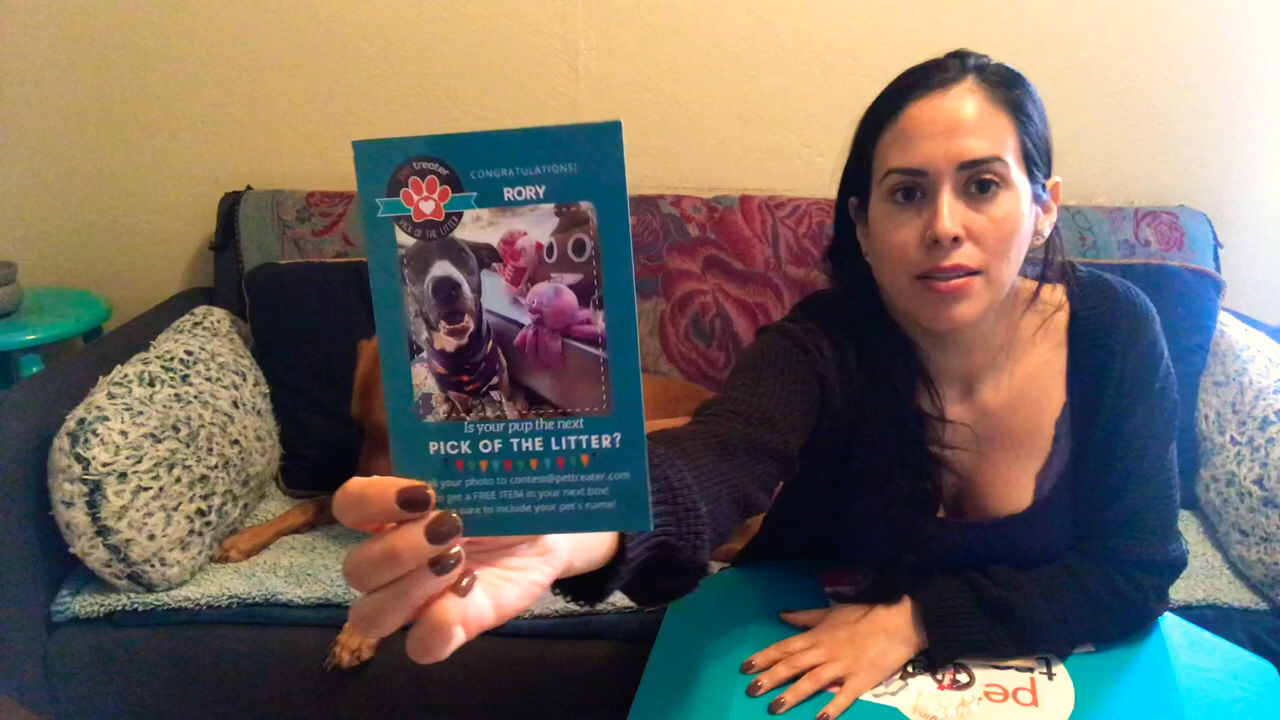 pet treater
PICK OF THE LITTER
CONGRATULATIONS!
RORY
Is your pup the next
PICK OF THE LITTER?
your photo to contest@pettreater.com
to get a FREE ITEM in your next box!
sure to include your pet's name!
pe